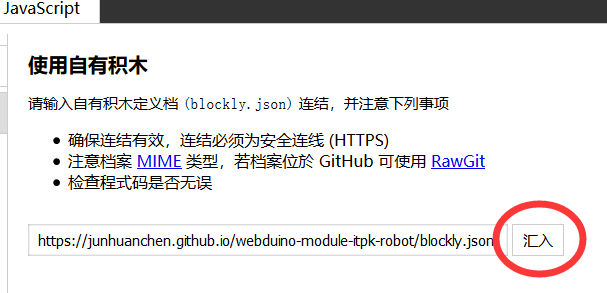 JavaScript
使用自有积木
请输入自有积木定义档 (blockly.json) 连结，并注意下列事项
确保连结有效，连结必须为安全连线 (HTTPS)
注意档案 MIME 类型，若档案位於 GitHub 可使用 RawGit
检查程式码是否无误
https://junhuanchen.github.io/webduino-module-itpk-robot/blockly.json
汇入